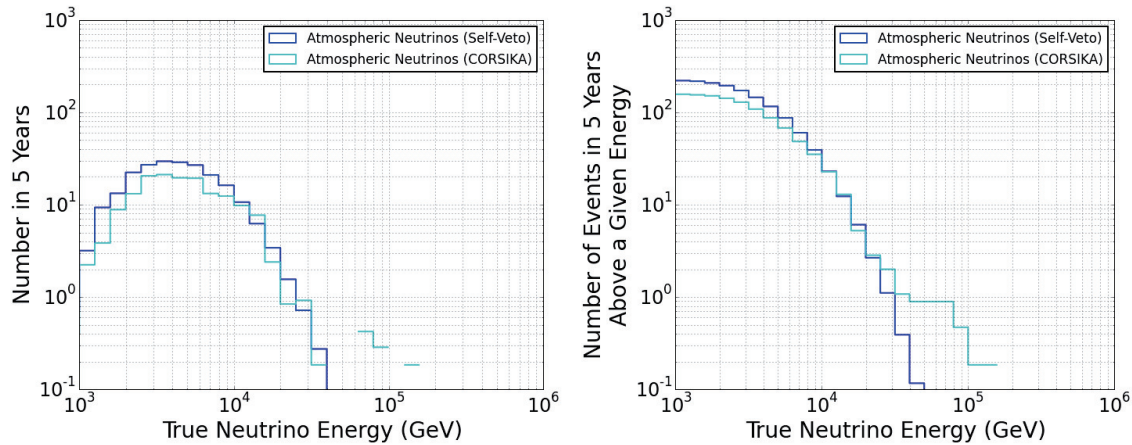 Number in 5 Years
10³
10²
10¹
10⁰
10⁻¹
Atmospheric Neutrinos (Self-Veto)
Atmospheric Neutrinos (CORSIKA)
10³ 10⁴ 10⁵ 10⁶
True Neutrino Energy (GeV)
Number of Events in 5 Years
Above a Given Energy
10³
10²
10¹
10⁰
10⁻¹
Atmospheric Neutrinos (Self-Veto)
Atmospheric Neutrinos (CORSIKA)
10³ 10⁴ 10⁵ 10⁶
True Neutrino Energy (GeV)